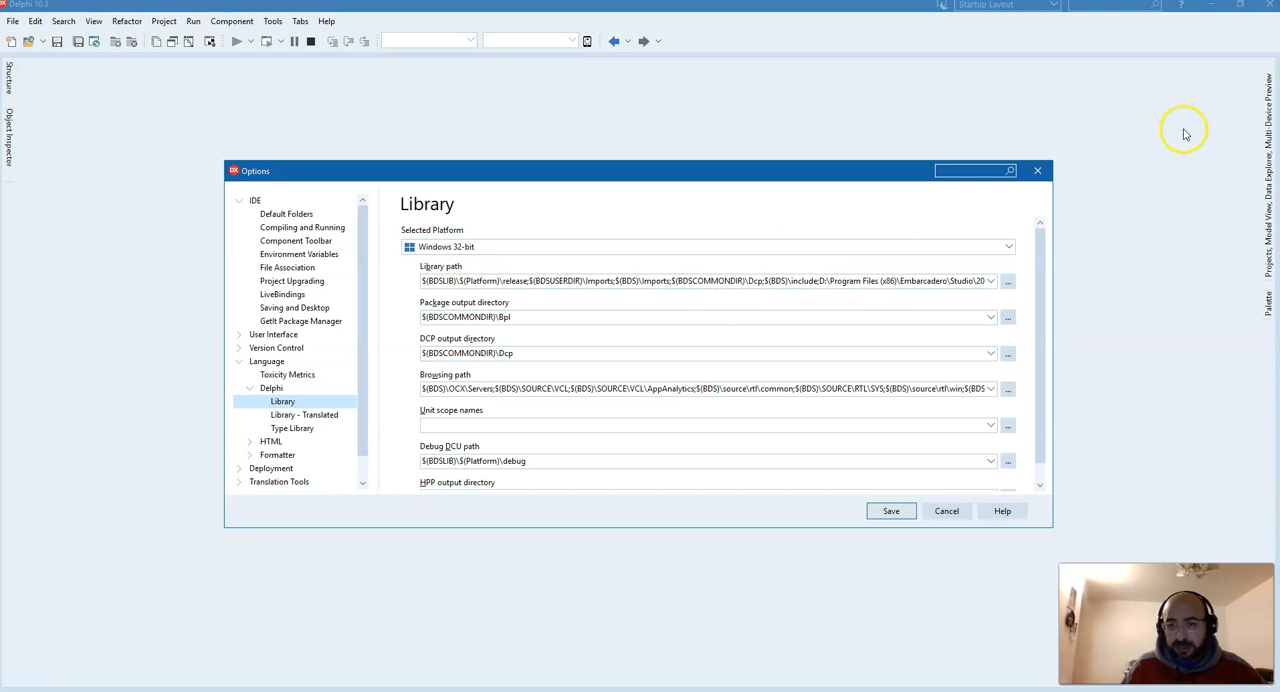 Delphi 10.3
Startup Layout
?
File Edit Search View Refactor Project Run Component Tools Tabs Help
Structure
Object Inspector
Projects, Model View, Data Explorer, Multi-Device Preview
Palette
DX Options
IDE
Default Folders
Compiling and Running
Component Toolbar
Environment Variables
File Association
Project Upgrading
LiveBindings
Saving and Desktop
GetIt Package Manager
User Interface
Version Control
Language
Toxicity Metrics
Delphi
Library
Library - Translated
Type Library
HTML
Formatter
Deployment
Translation Tools
Library
Selected Platform
Windows 32-bit
Library path
$(BDSLIB)\$(Platform)\release;$(BDSUSERDIR)\Imports;$(BDS)\Imports;$(BDSCOMMONDIR)\Dcp;$(BDS)\include;D:\Program Files (x86)\Embarcadero\Studio\20 ...
Package output directory
$(BDSCOMMONDIR)\Bpl ...
DCP output directory
$(BDSCOMMONDIR)\Dcp ...
Browsing path
$(BDS)\OCX\Servers;$(BDS)\SOURCE\VCL;$(BDS)\SOURCE\VCL\AppAnalytics;$(BDS)\source\rtl\common;$(BDS)\SOURCE\RTL\SYS;$(BDS)\source\rtl\win;$(BDS ...
Unit scope names
...
Debug DCU path
$(BDSLIB)\$(Platform)\debug ...
HPP output directory
Save Cancel Help